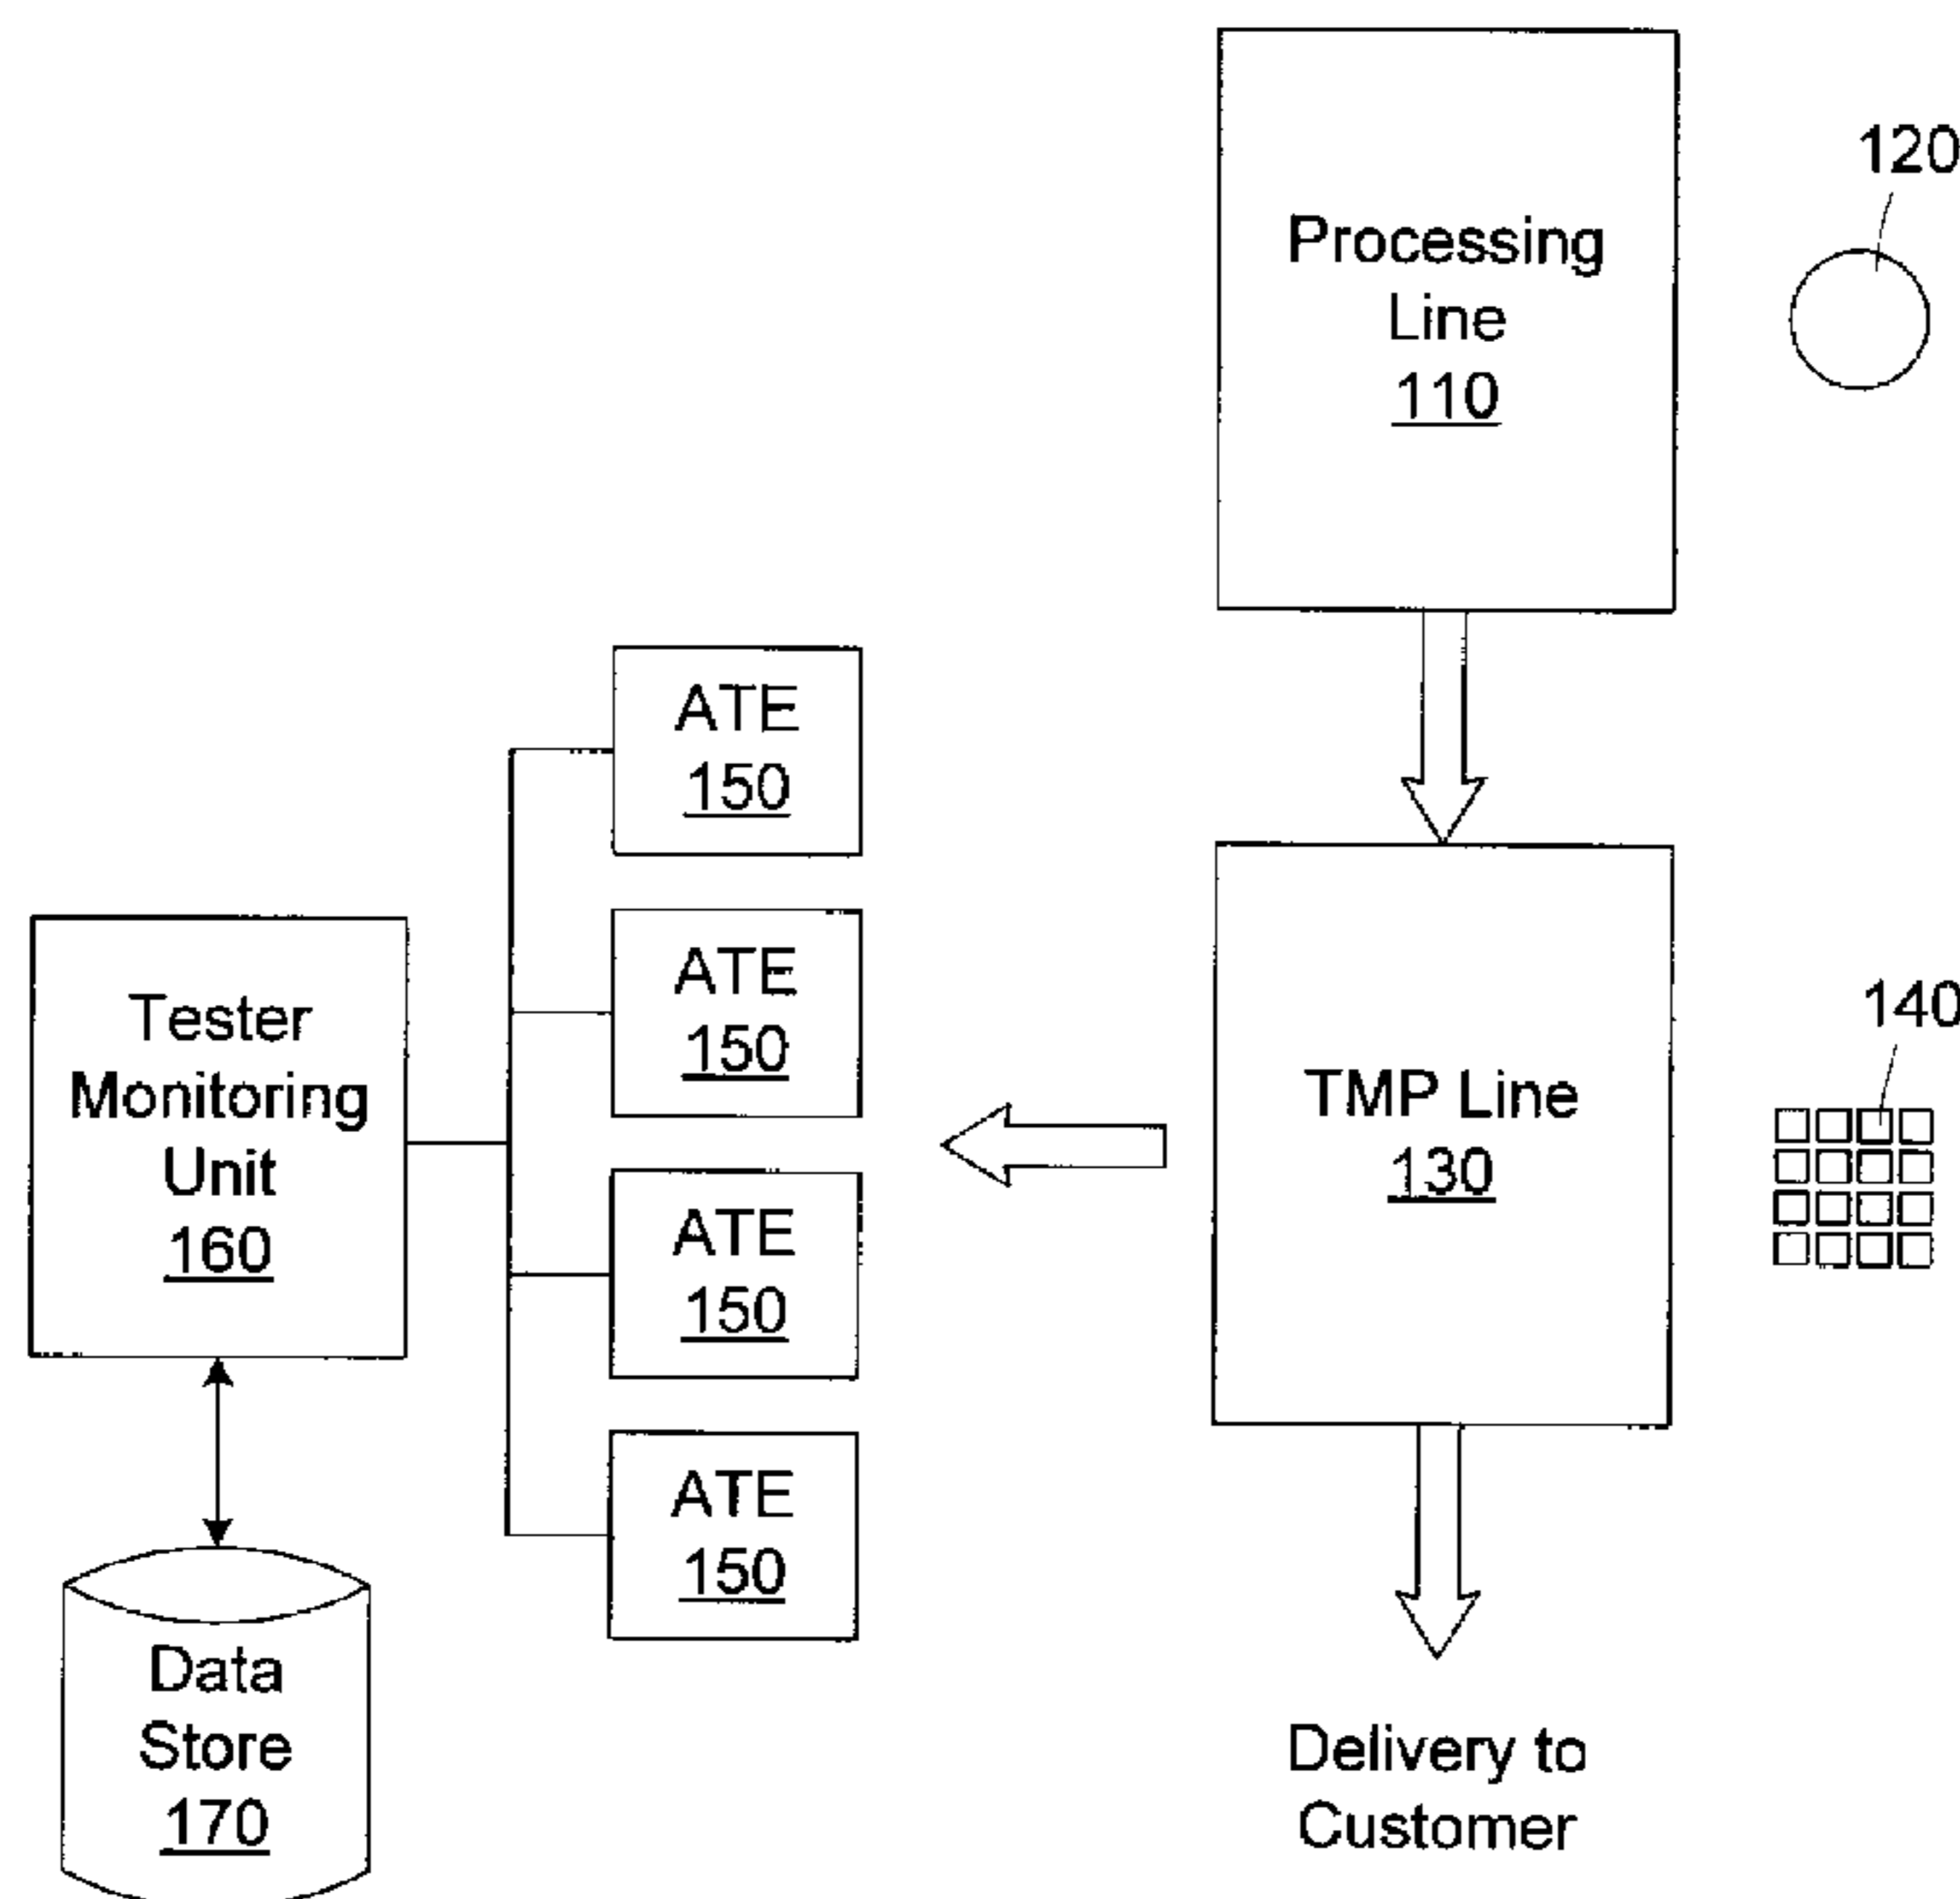 Processing
Line
110
120
ATE
150
ATE
150
ATE
150
ATE
150
Tester
Monitoring
Unit
160
TMP Line
130
140
Data
Store
170
Delivery to
Customer